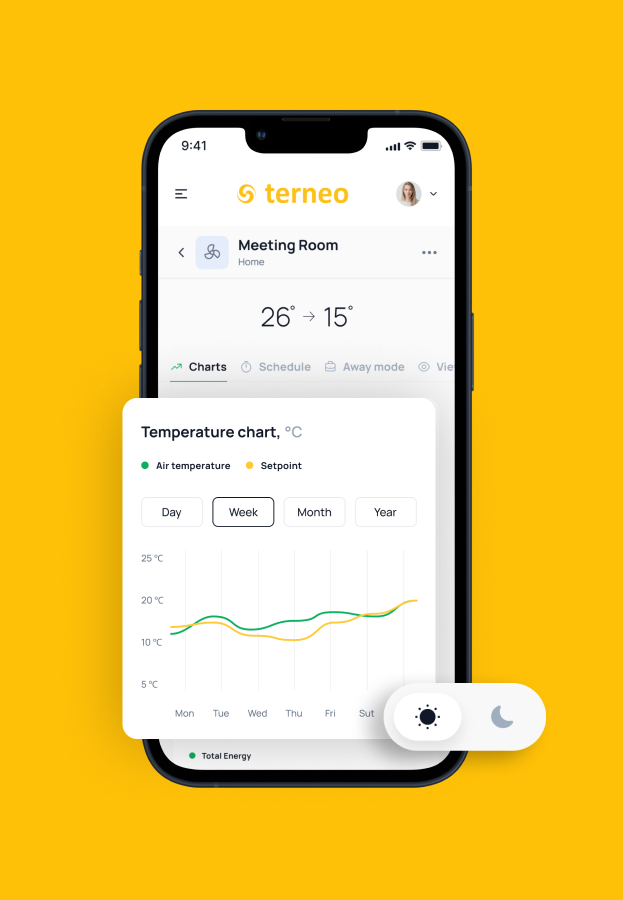 9:41
terneo
Meeting Room
Home
26° → 15°
Charts Schedule Away mode Vie
Temperature chart, °C
Air temperature Setpoint
Day Week Month Year
25 °C
20 °C
10 °C
5 °C
Mon Tue Wed Thu Fri Sut
Total Energy